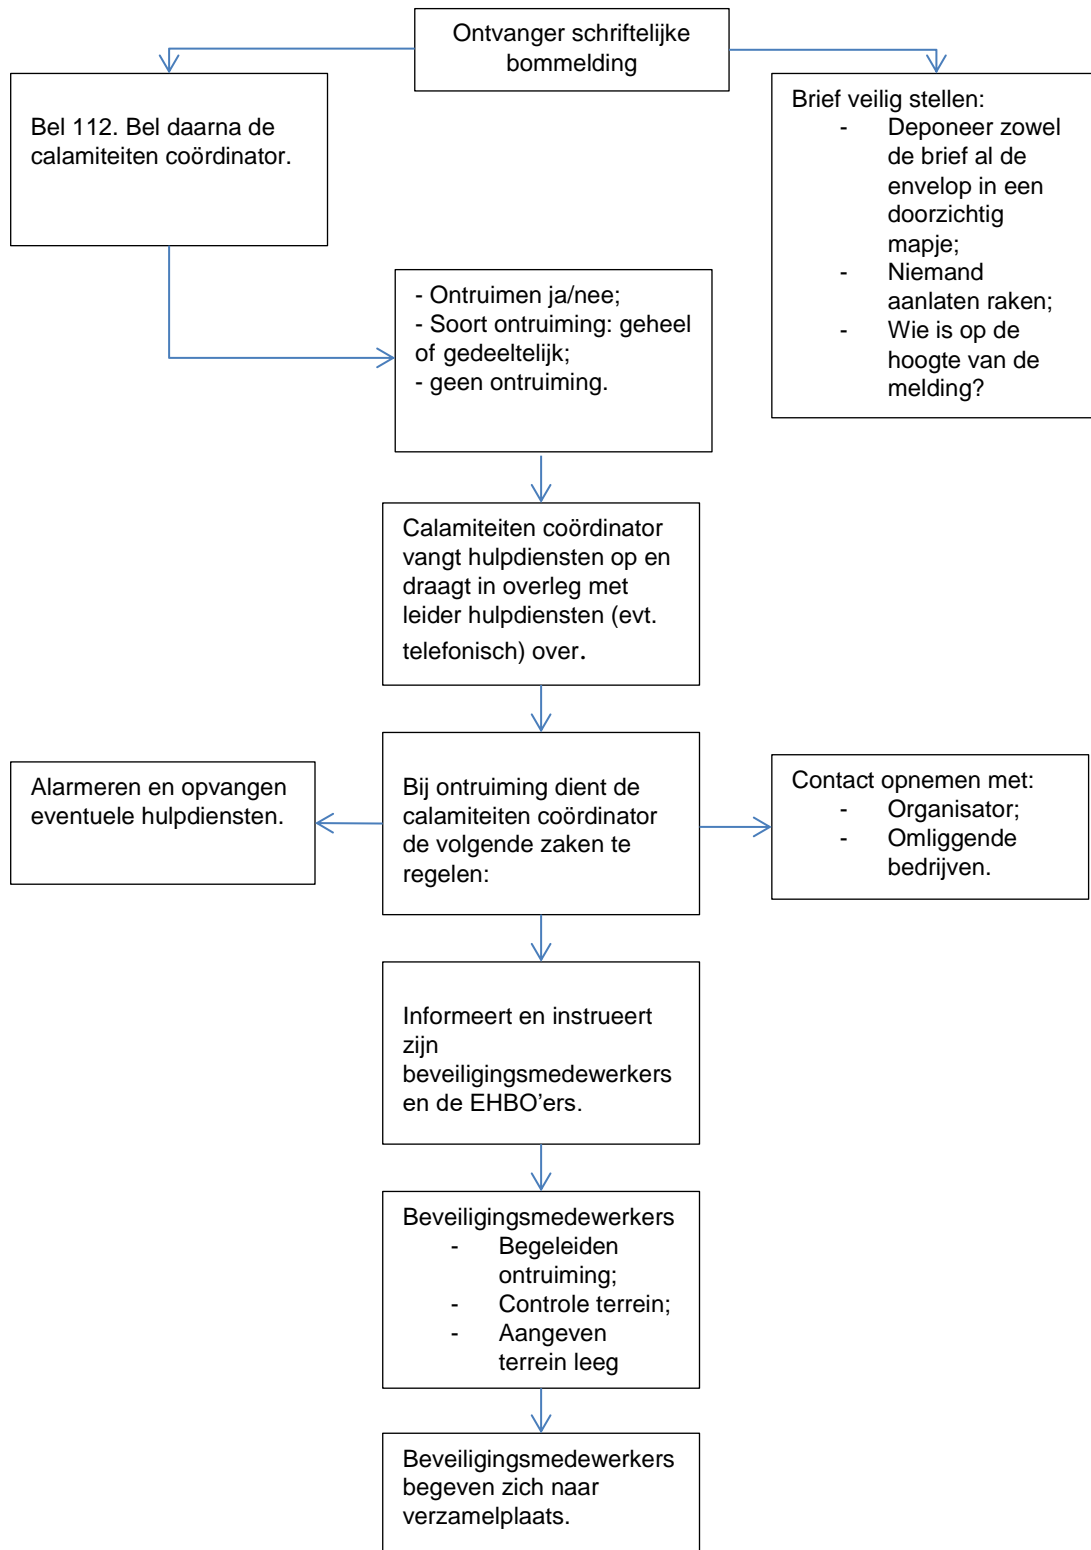 Ontvanger schriftelijke
bommelding
Bel 112. Bel daarna de
calamiteiten coördinator.
Brief veilig stellen:
- Deponeer zowel
de brief al de
envelop in een
doorzichtig
mapje;
- Niemand
aanlaten raken;
- Wie is op de
hoogte van de
melding?
- Ontruimen ja/nee;
- Soort ontruiming: geheel
of gedeeltelijk;
- geen ontruiming.
Calamiteiten coördinator
vangt hulpdiensten op en
draagt in overleg met
leider hulpdiensten (evt.
telefonisch) over.
Alarmeren en opvangen
eventuele hulpdiensten.
Bij ontruiming dient de
calamiteiten coördinator
de volgende zaken te
regelen:
Contact opnemen met:
- Organisator;
- Omliggende
bedrijven.
Informeert en instrueert
zijn
beveiligingsmedewerkers
en de EHBO’ers.
Beveiligingsmedewerkers
- Begeleiden
ontruiming;
- Controle terrein;
- Aangeven
terrein leeg
Beveiligingsmedewerkers
begeven zich naar
verzamelplaats.